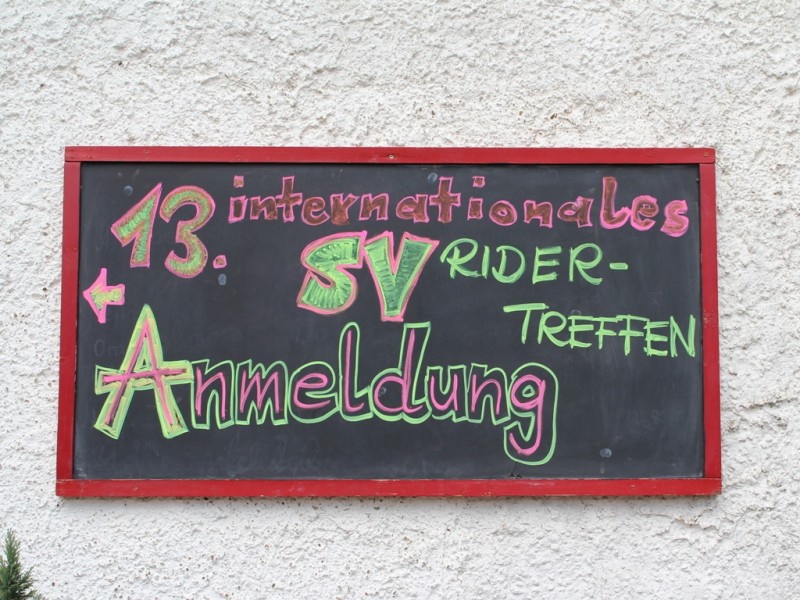 13. internationales
SV RIDER-
TREFFEN
Anmeldung